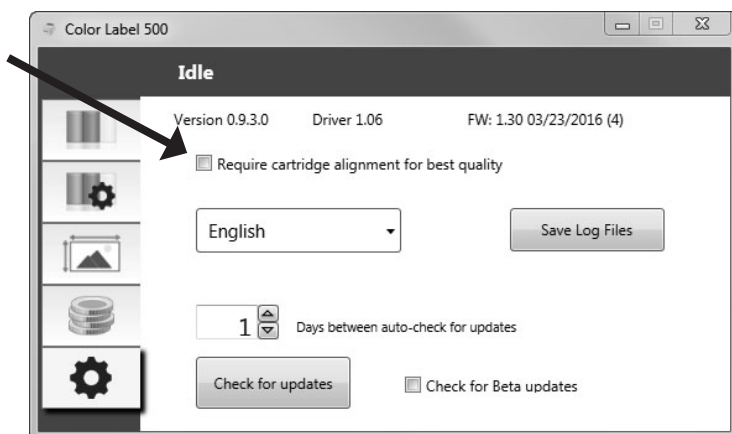 Color Label 500
Idle
Version 0.9.3.0 Driver 1.06 FW: 1.30 03/23/2016 (4)
Require cartridge alignment for best quality
English
Save Log Files
1 Days between auto-check for updates
Check for updates
Check for Beta updates